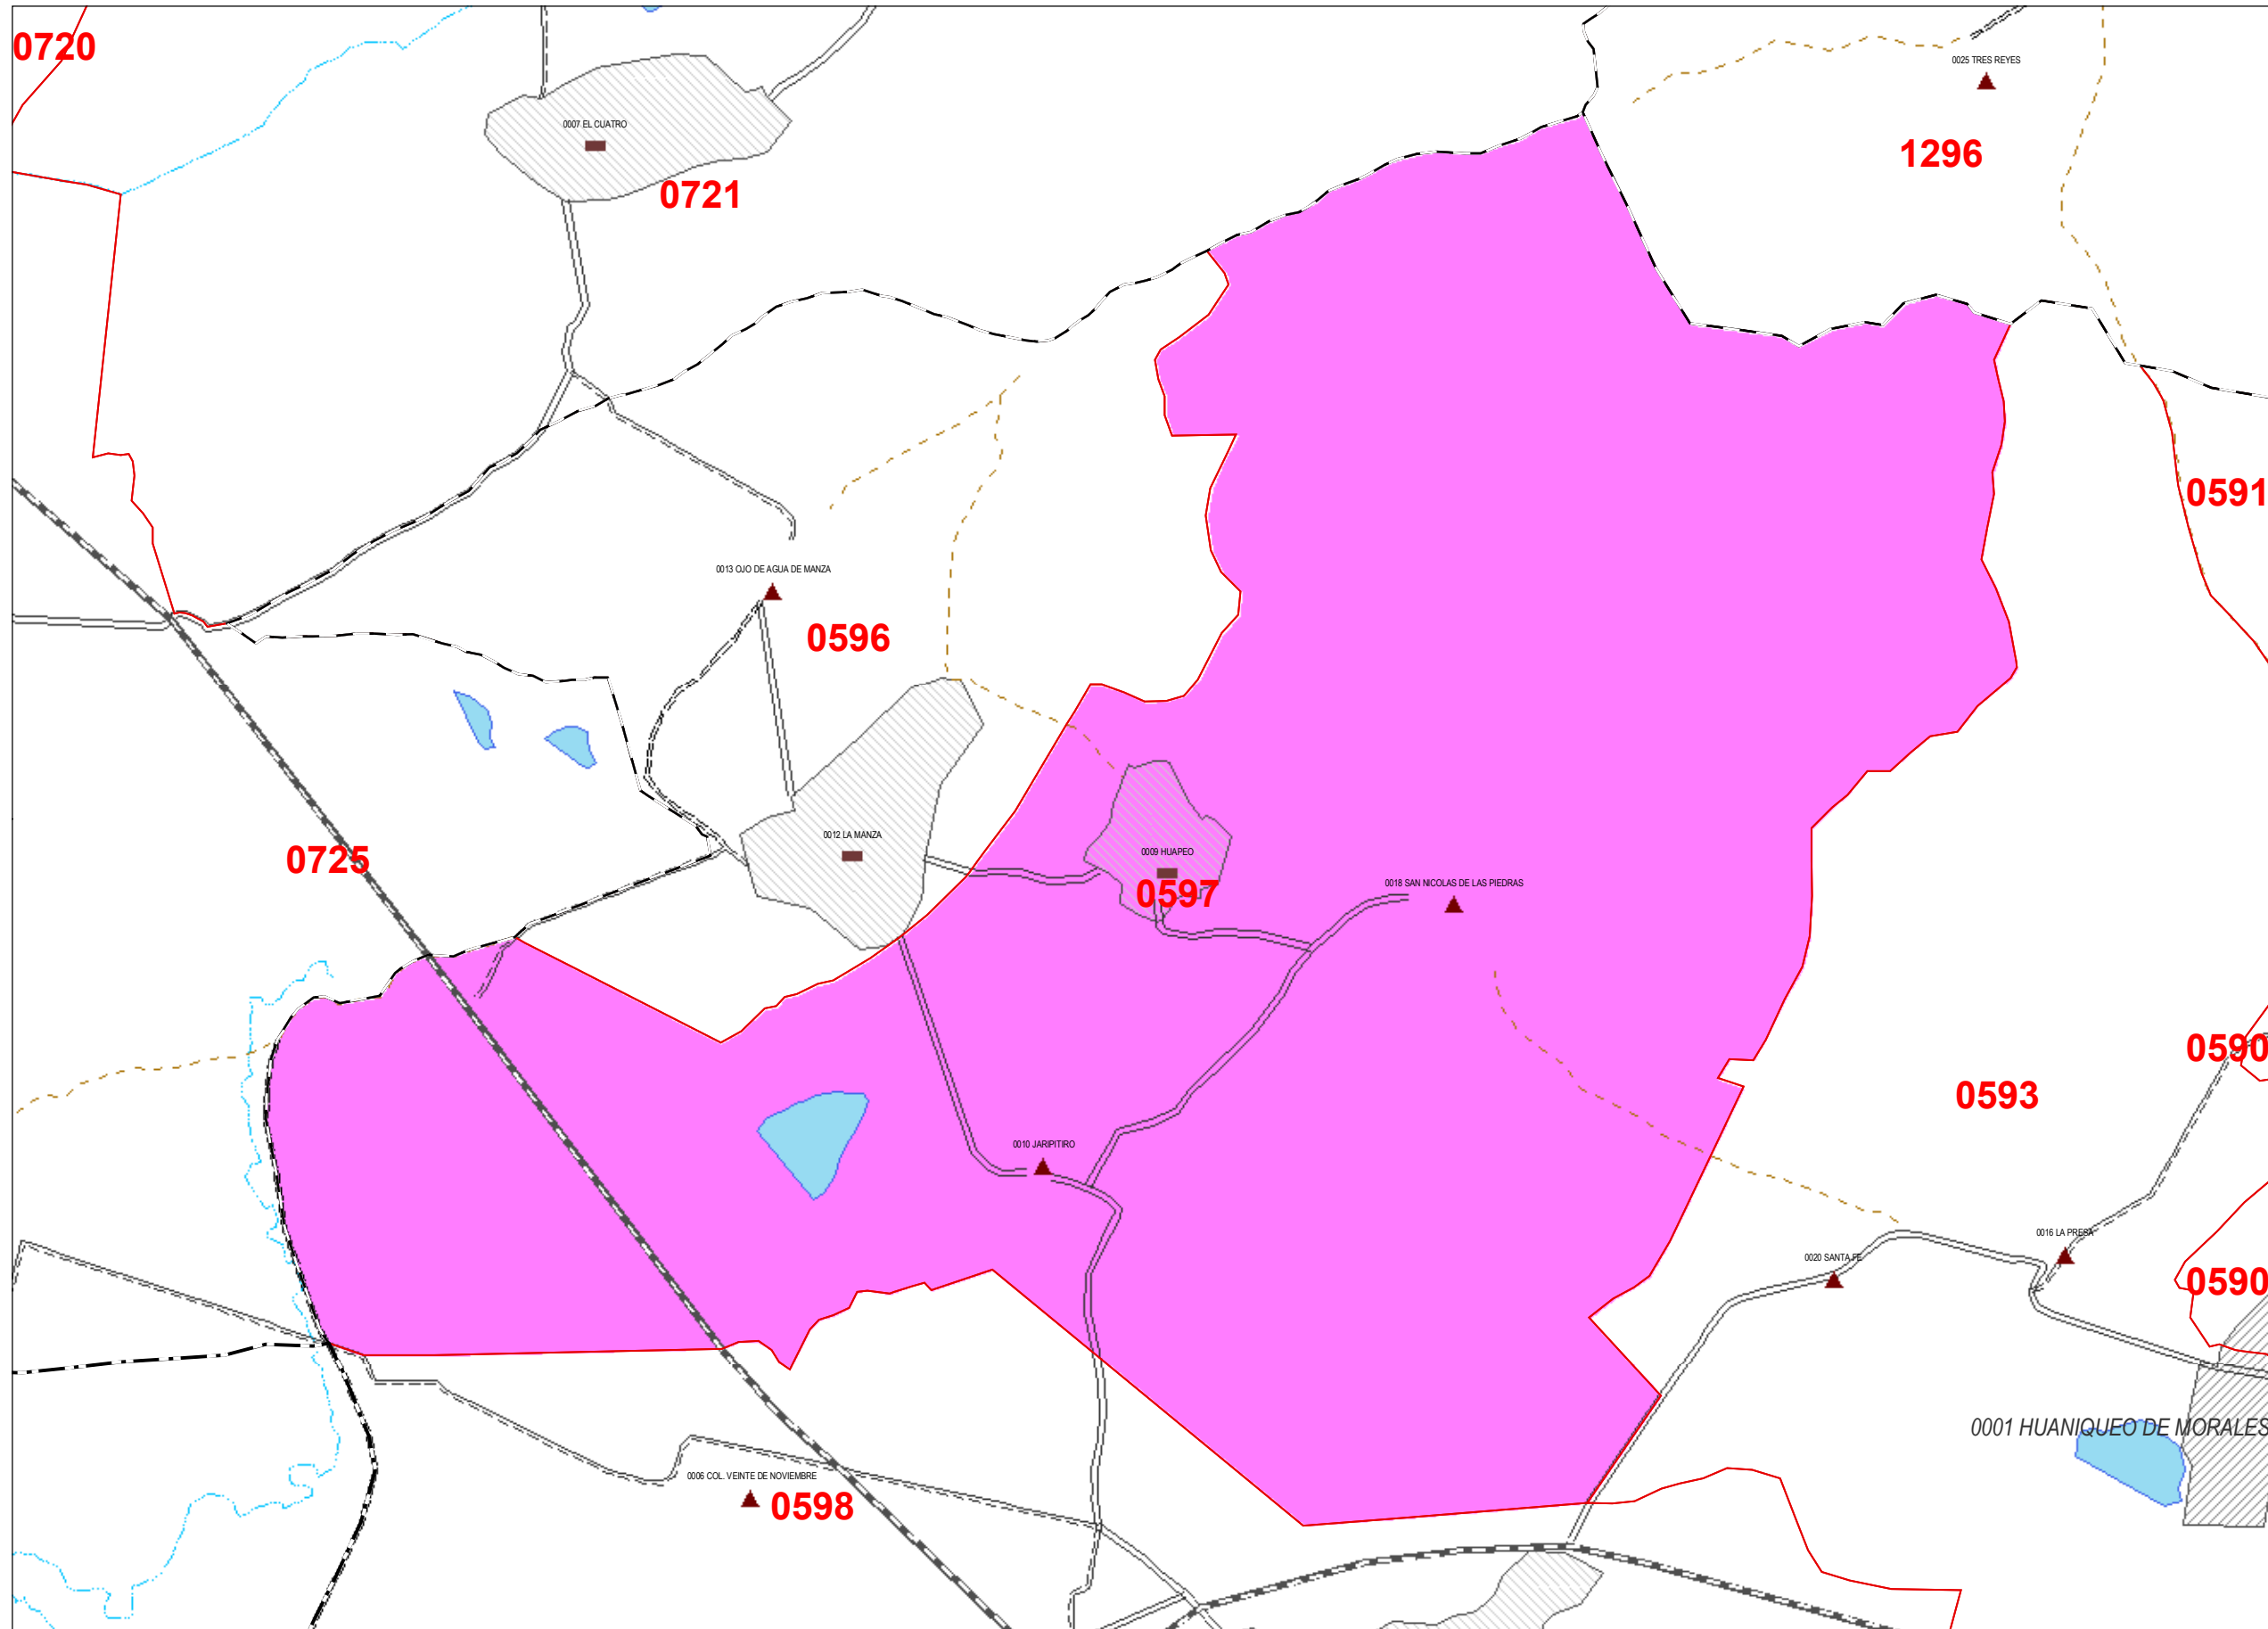 0720
0025 TRES REYES
0007 EL CUATRO
1296
0721
0591
0013 OJO DE AGUA DE MANZA
0596
0012 LA MANZA
0725
0009 HUAPEO
0597
0018 SAN NICOLAS DE LAS PIEDRAS
0590
0593
0010 JARIPITIRO
0016 LA PRESA
0020 SANTA FE
0590
0001 HUANIQUEO DE MORALES
0006 COL. VEINTE DE NOVIEMBRE
0598